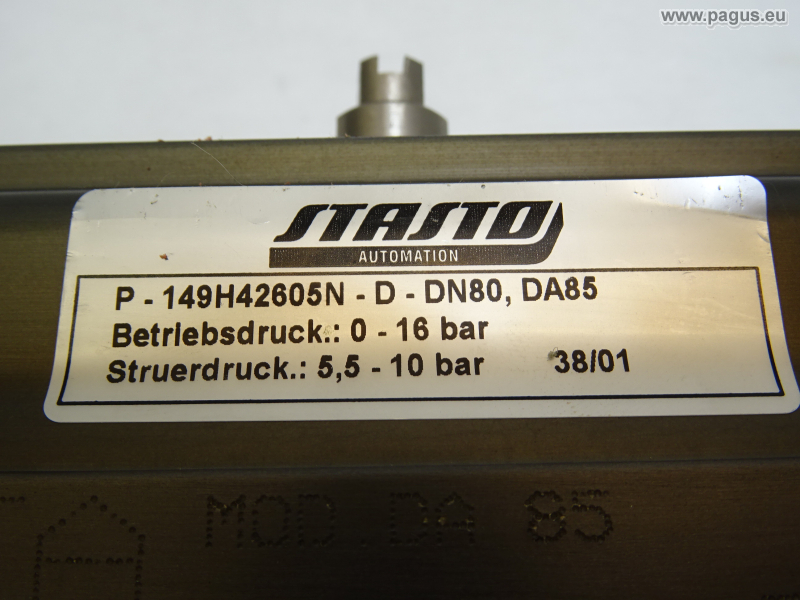 www.pagus.eu
STASTO
AUTOMATION
P - 149H42605N - D - DN80, DA85
Betriebsdruck.: 0 - 16 bar
Struerdruck.: 5,5 - 10 bar 38/01
MOD.DA 85